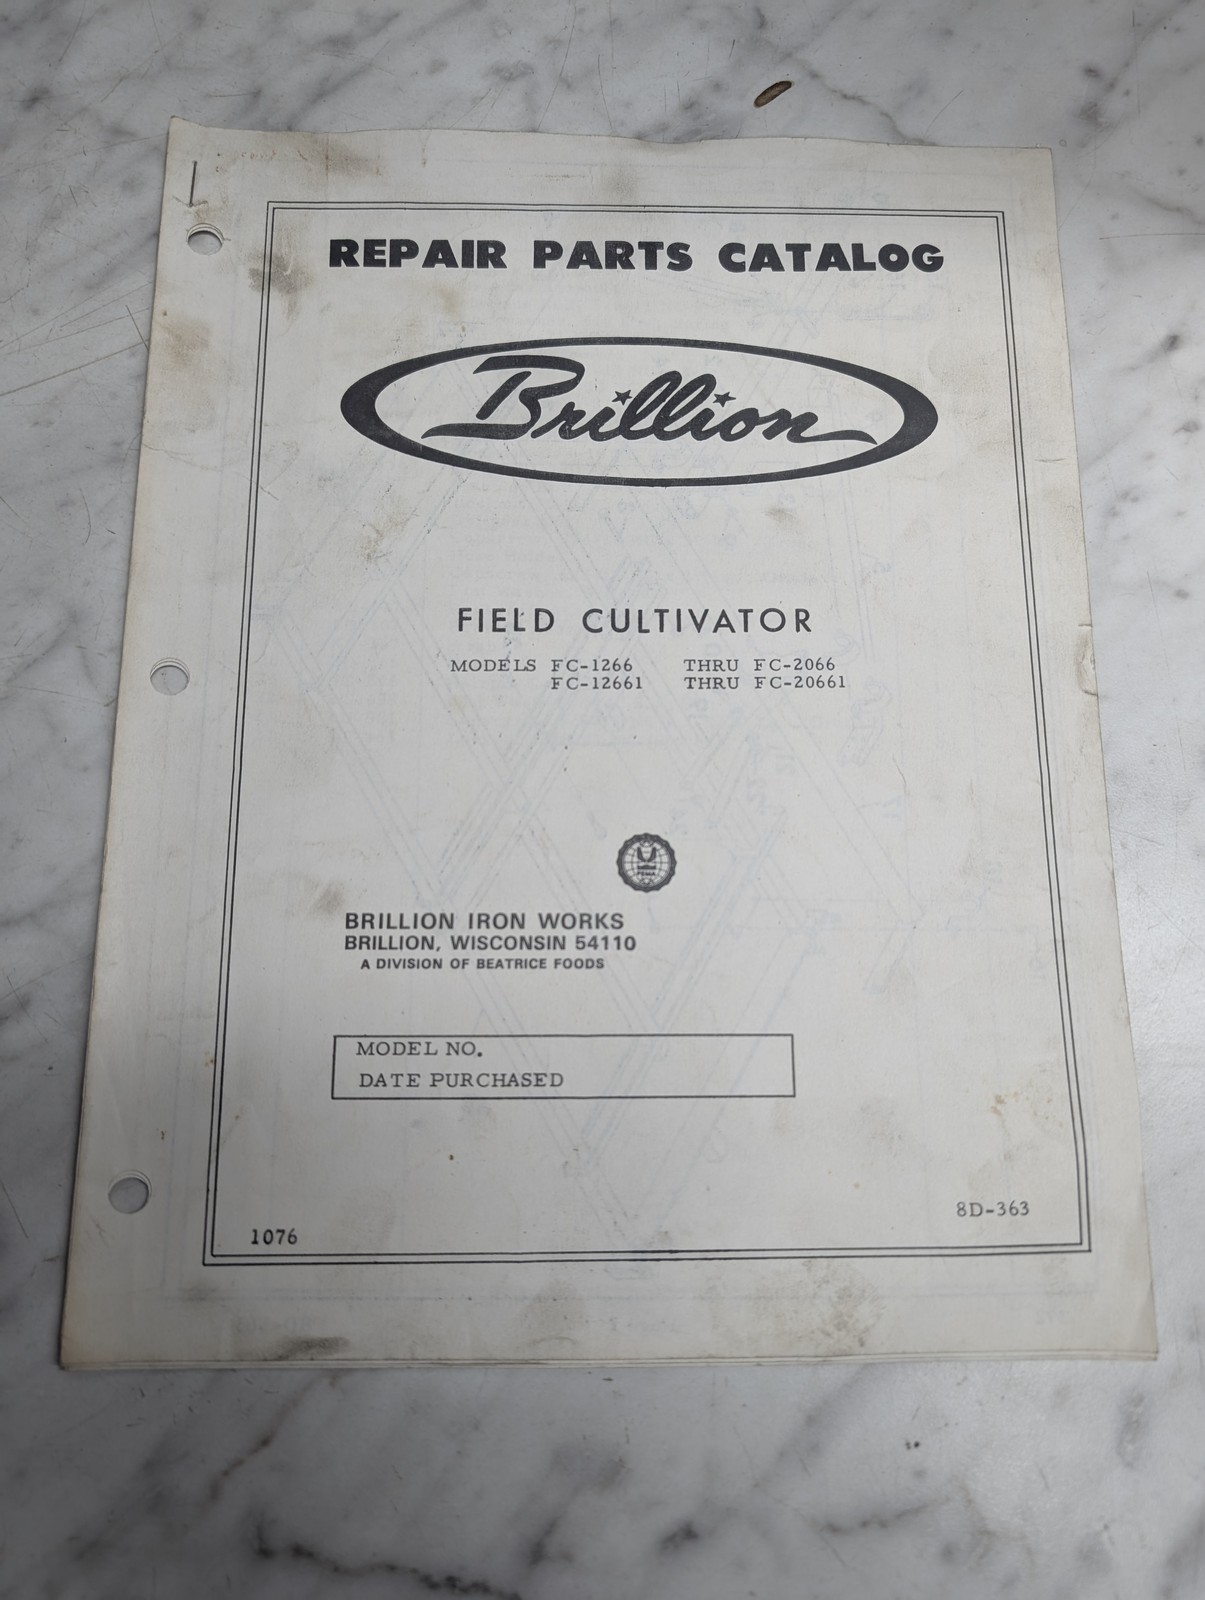 REPAIR PARTS CATALOG
Brillion
FIELD CULTIVATOR
MODELS FC-1266 THRU FC-2066
FC-12661 THRU FC-20661
FEMA
BRILLION IRON WORKS
BRILLION, WISCONSIN 54110
A DIVISION OF BEATRICE FOODS
MODEL NO.
DATE PURCHASED
8D-363
1076